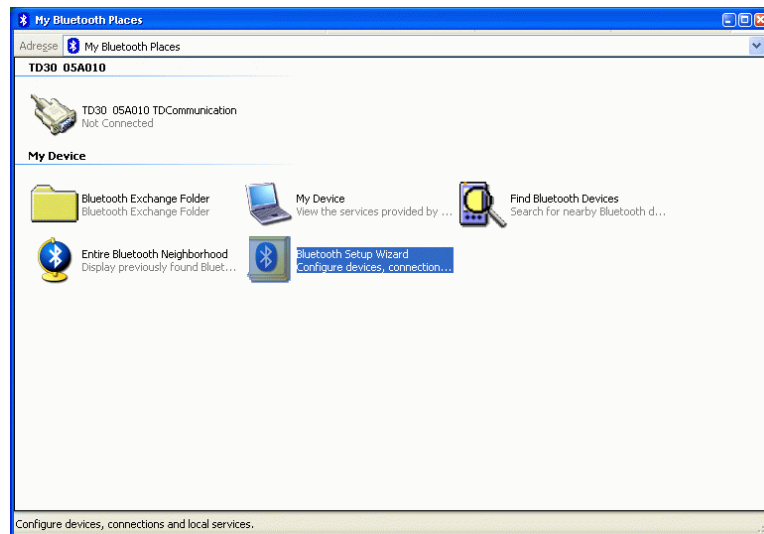 My Bluetooth Places
Adresse My Bluetooth Places
TD30 05A010
TD30 05A010 TDCommunication
Not Connected
My Device
Bluetooth Exchange Folder
Bluetooth Exchange Folder
My Device
View the services provided by ...
Find Bluetooth Devices
Search for nearby Bluetooth d...
Entire Bluetooth Neighborhood
Display previously found Bluet...
Bluetooth Setup Wizard
Configure devices, connection...
Configure devices, connections and local services.